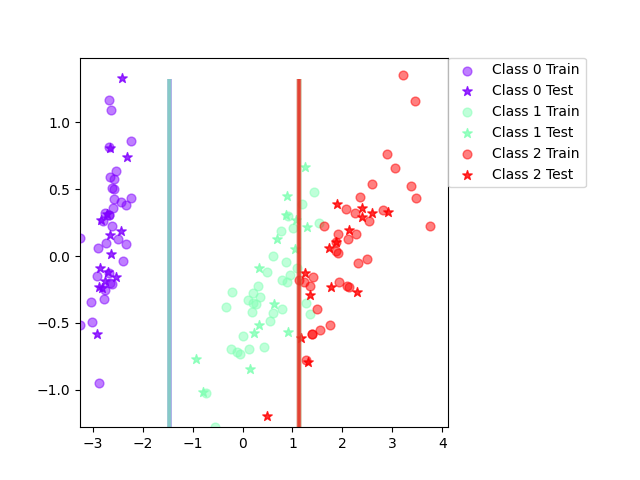 Class 0 Train
Class 0 Test
Class 1 Train
Class 1 Test
Class 2 Train
Class 2 Test
1.0
0.5
0.0
−0.5
−1.0
−3 −2 −1 0 1 2 3 4